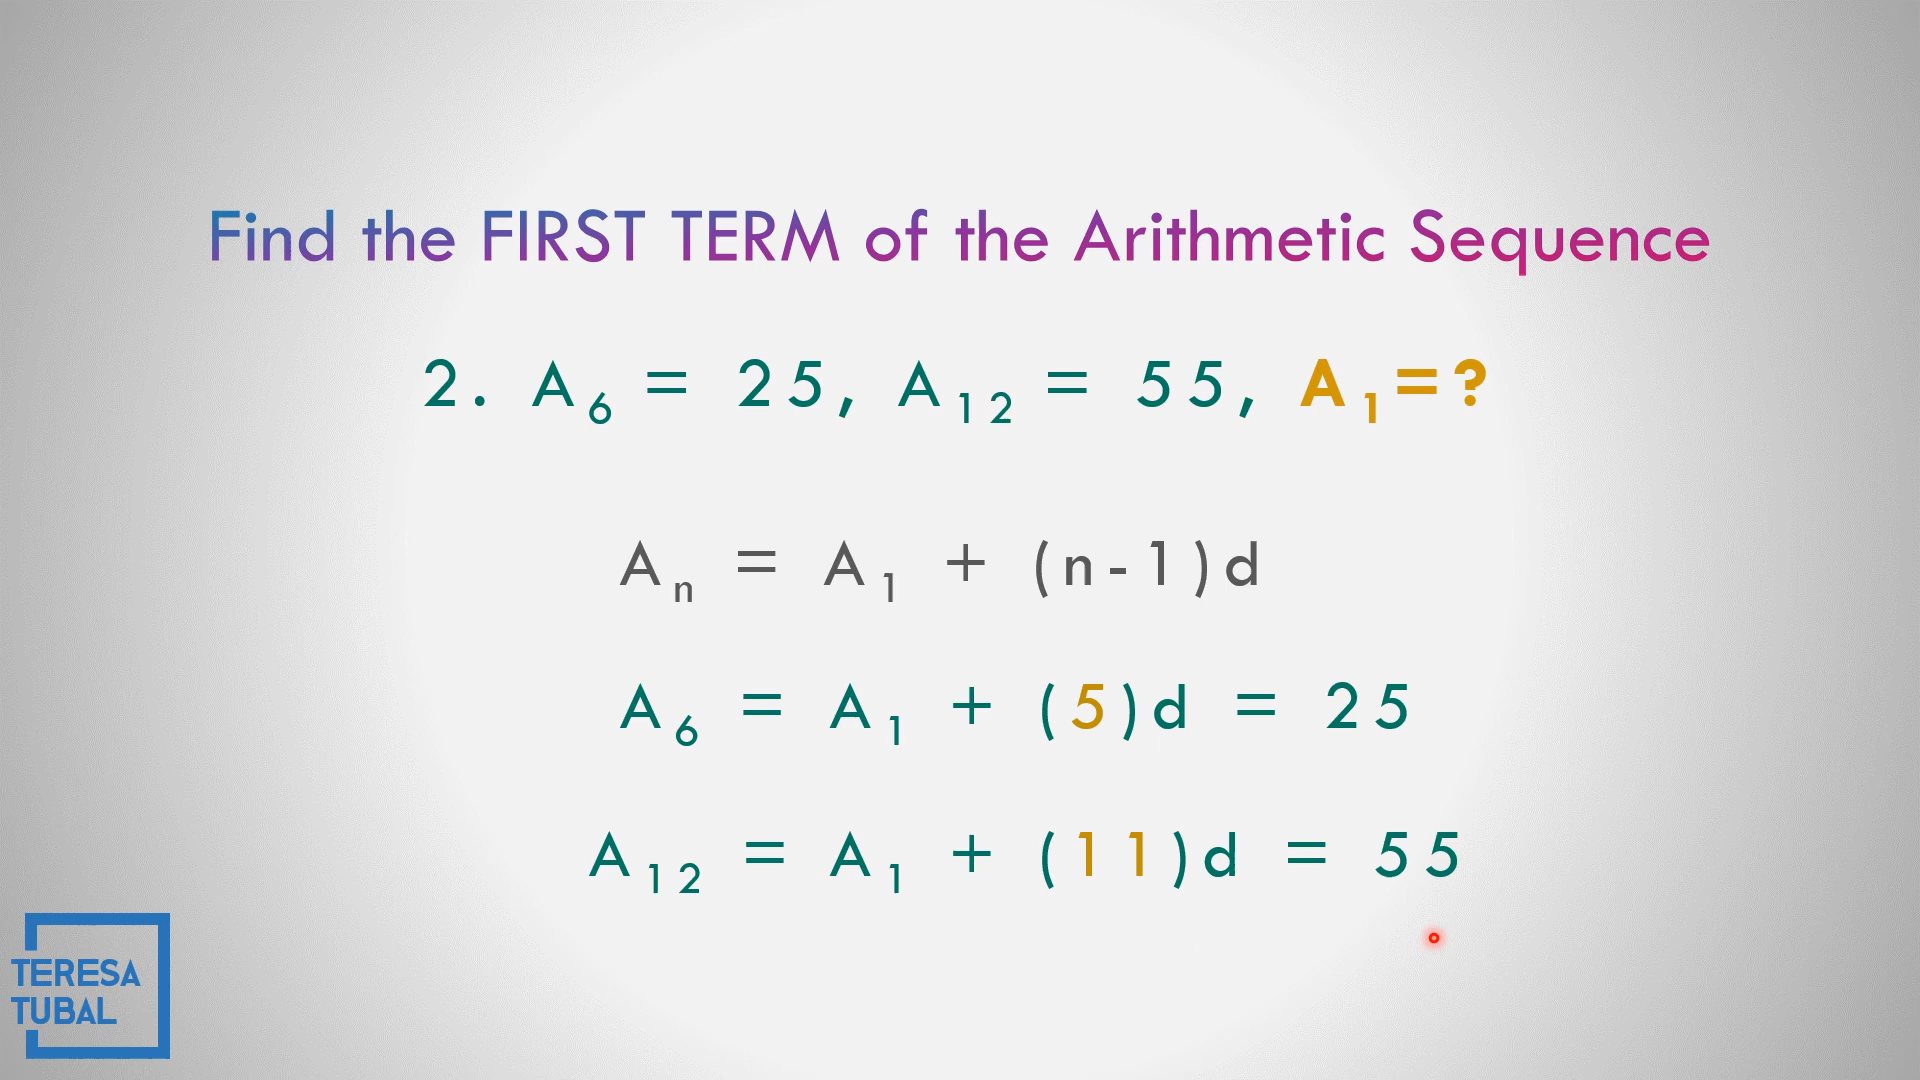 Find the FIRST TERM of the Arithmetic Sequence
2. A₆ = 25, A₁₂ = 55, A₁=?
Aₙ = A₁ + (n-1)d
A₆ = A₁ + (5)d = 25
A₁₂ = A₁ + (11)d = 55
TERESA
TUBAL